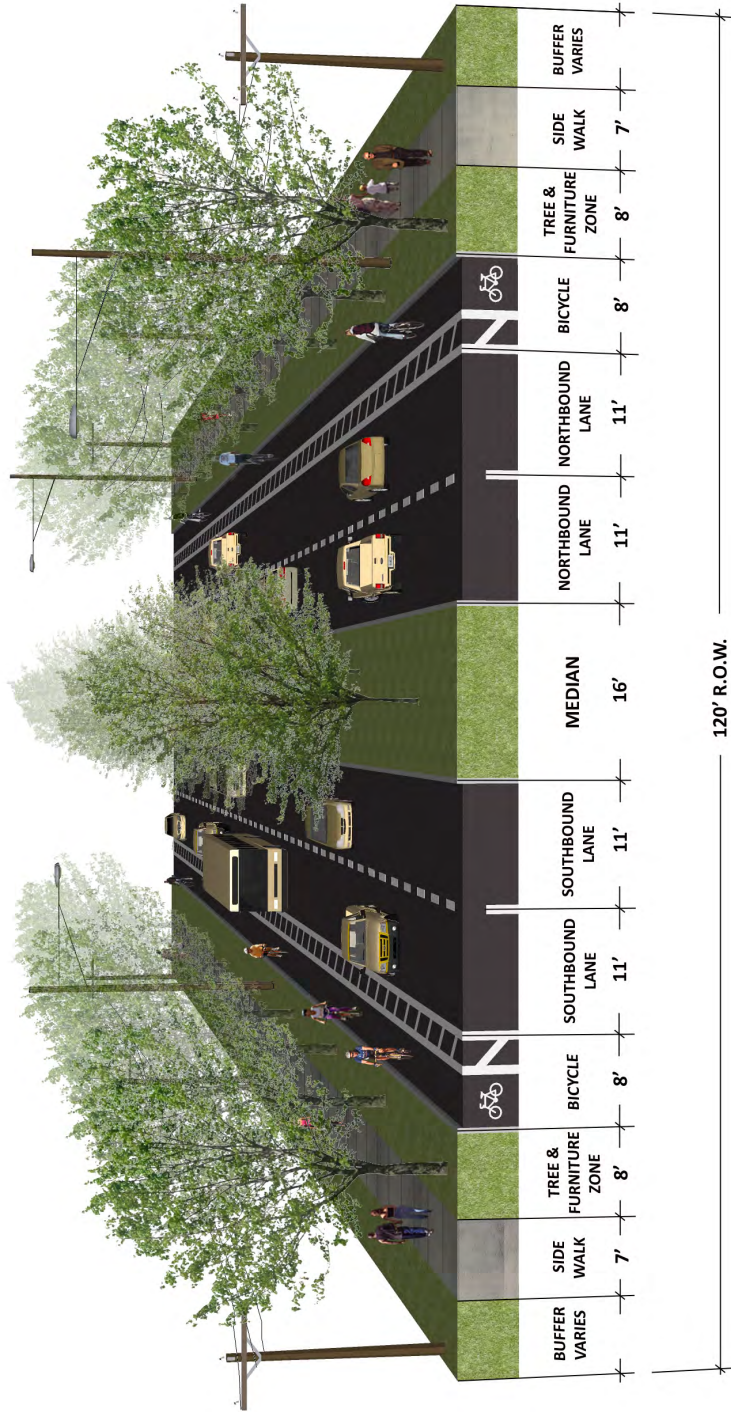 BUFFER
VARIES
SIDE
WALK
7'
TREE &
FURNITURE
ZONE
8'
BICYCLE
8'
SOUTHBOUND
LANE
11'
SOUTHBOUND
LANE
11'
MEDIAN
16'
NORTHBOUND
LANE
11'
NORTHBOUND
LANE
11'
BICYCLE
8'
TREE &
FURNITURE
ZONE
8'
SIDE
WALK
7'
BUFFER
VARIES
120' R.O.W.